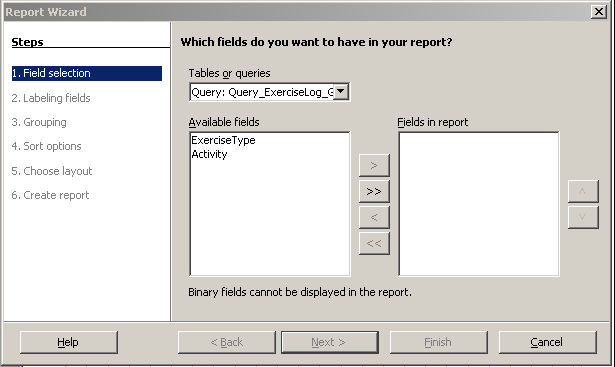 Report Wizard
Steps
1. Field selection
2. Labeling fields
3. Grouping
4. Sort options
5. Choose layout
6. Create report
Which fields do you want to have in your report?
Tables or queries
Query: Query_ExerciseLog_G
Available fields
ExerciseType
Activity
>
>>
<
<<
Fields in report
^
v
Binary fields cannot be displayed in the report.
Help
< Back
Next >
Finish
Cancel